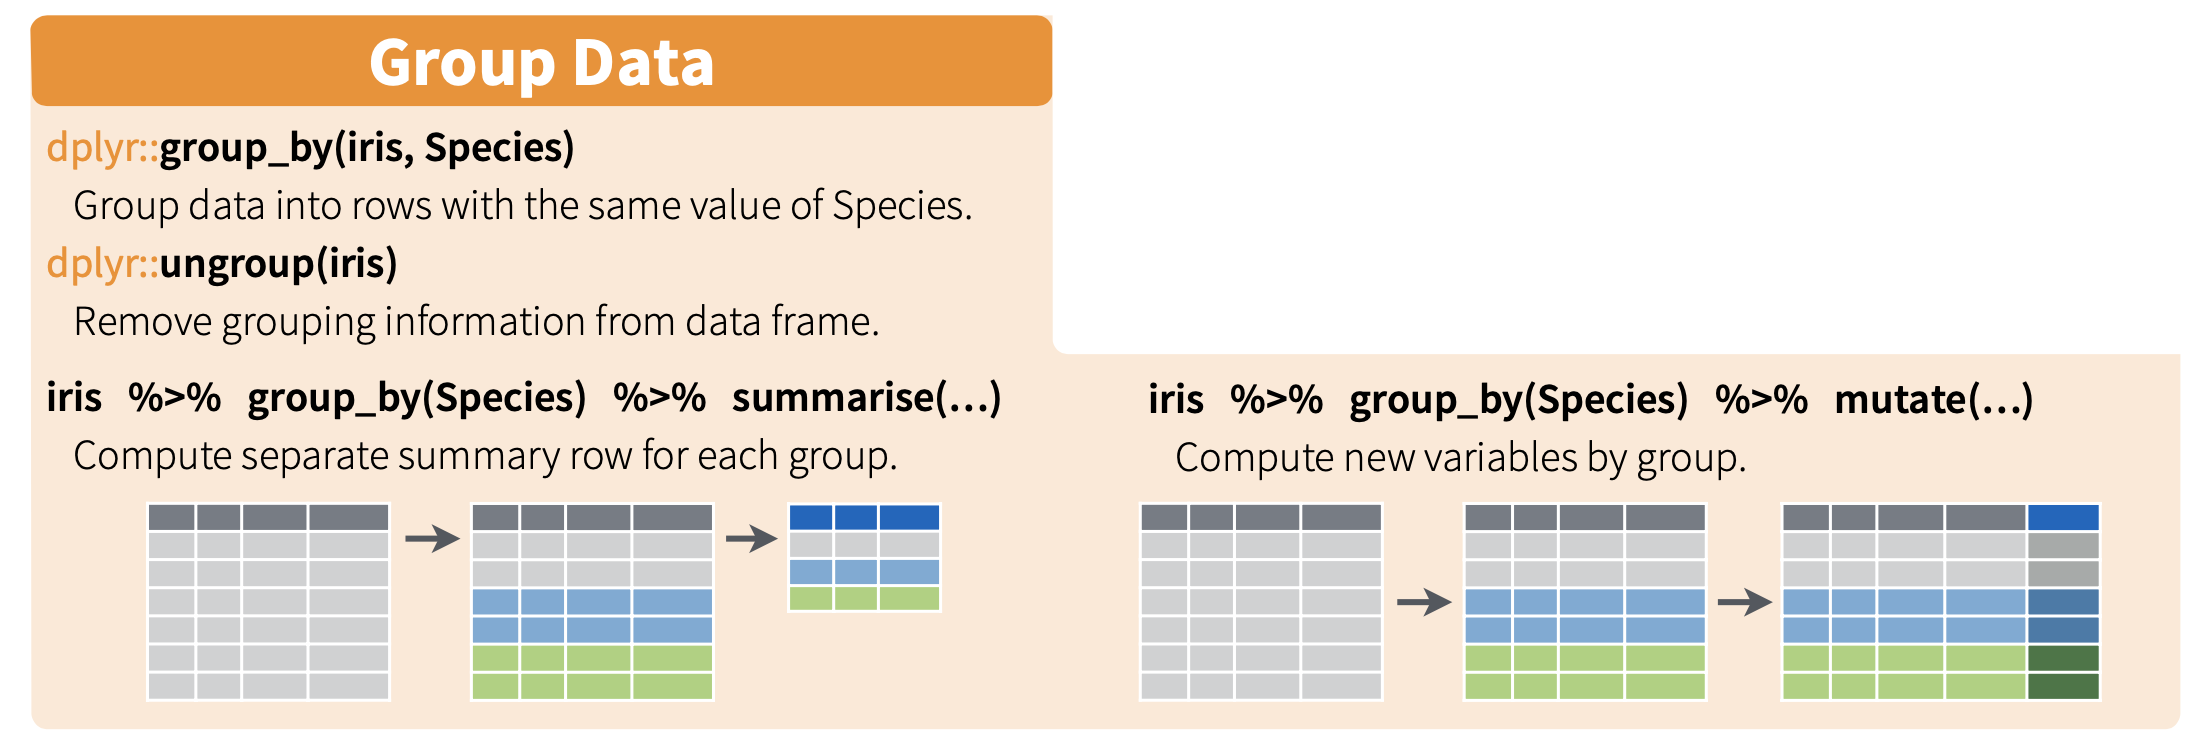 Group Data
dplyr::group_by(iris, Species)
Group data into rows with the same value of Species.
dplyr::ungroup(iris)
Remove grouping information from data frame.
iris %>% group_by(Species) %>% summarise(…)
Compute separate summary row for each group.
iris %>% group_by(Species) %>% mutate(…)
Compute new variables by group.